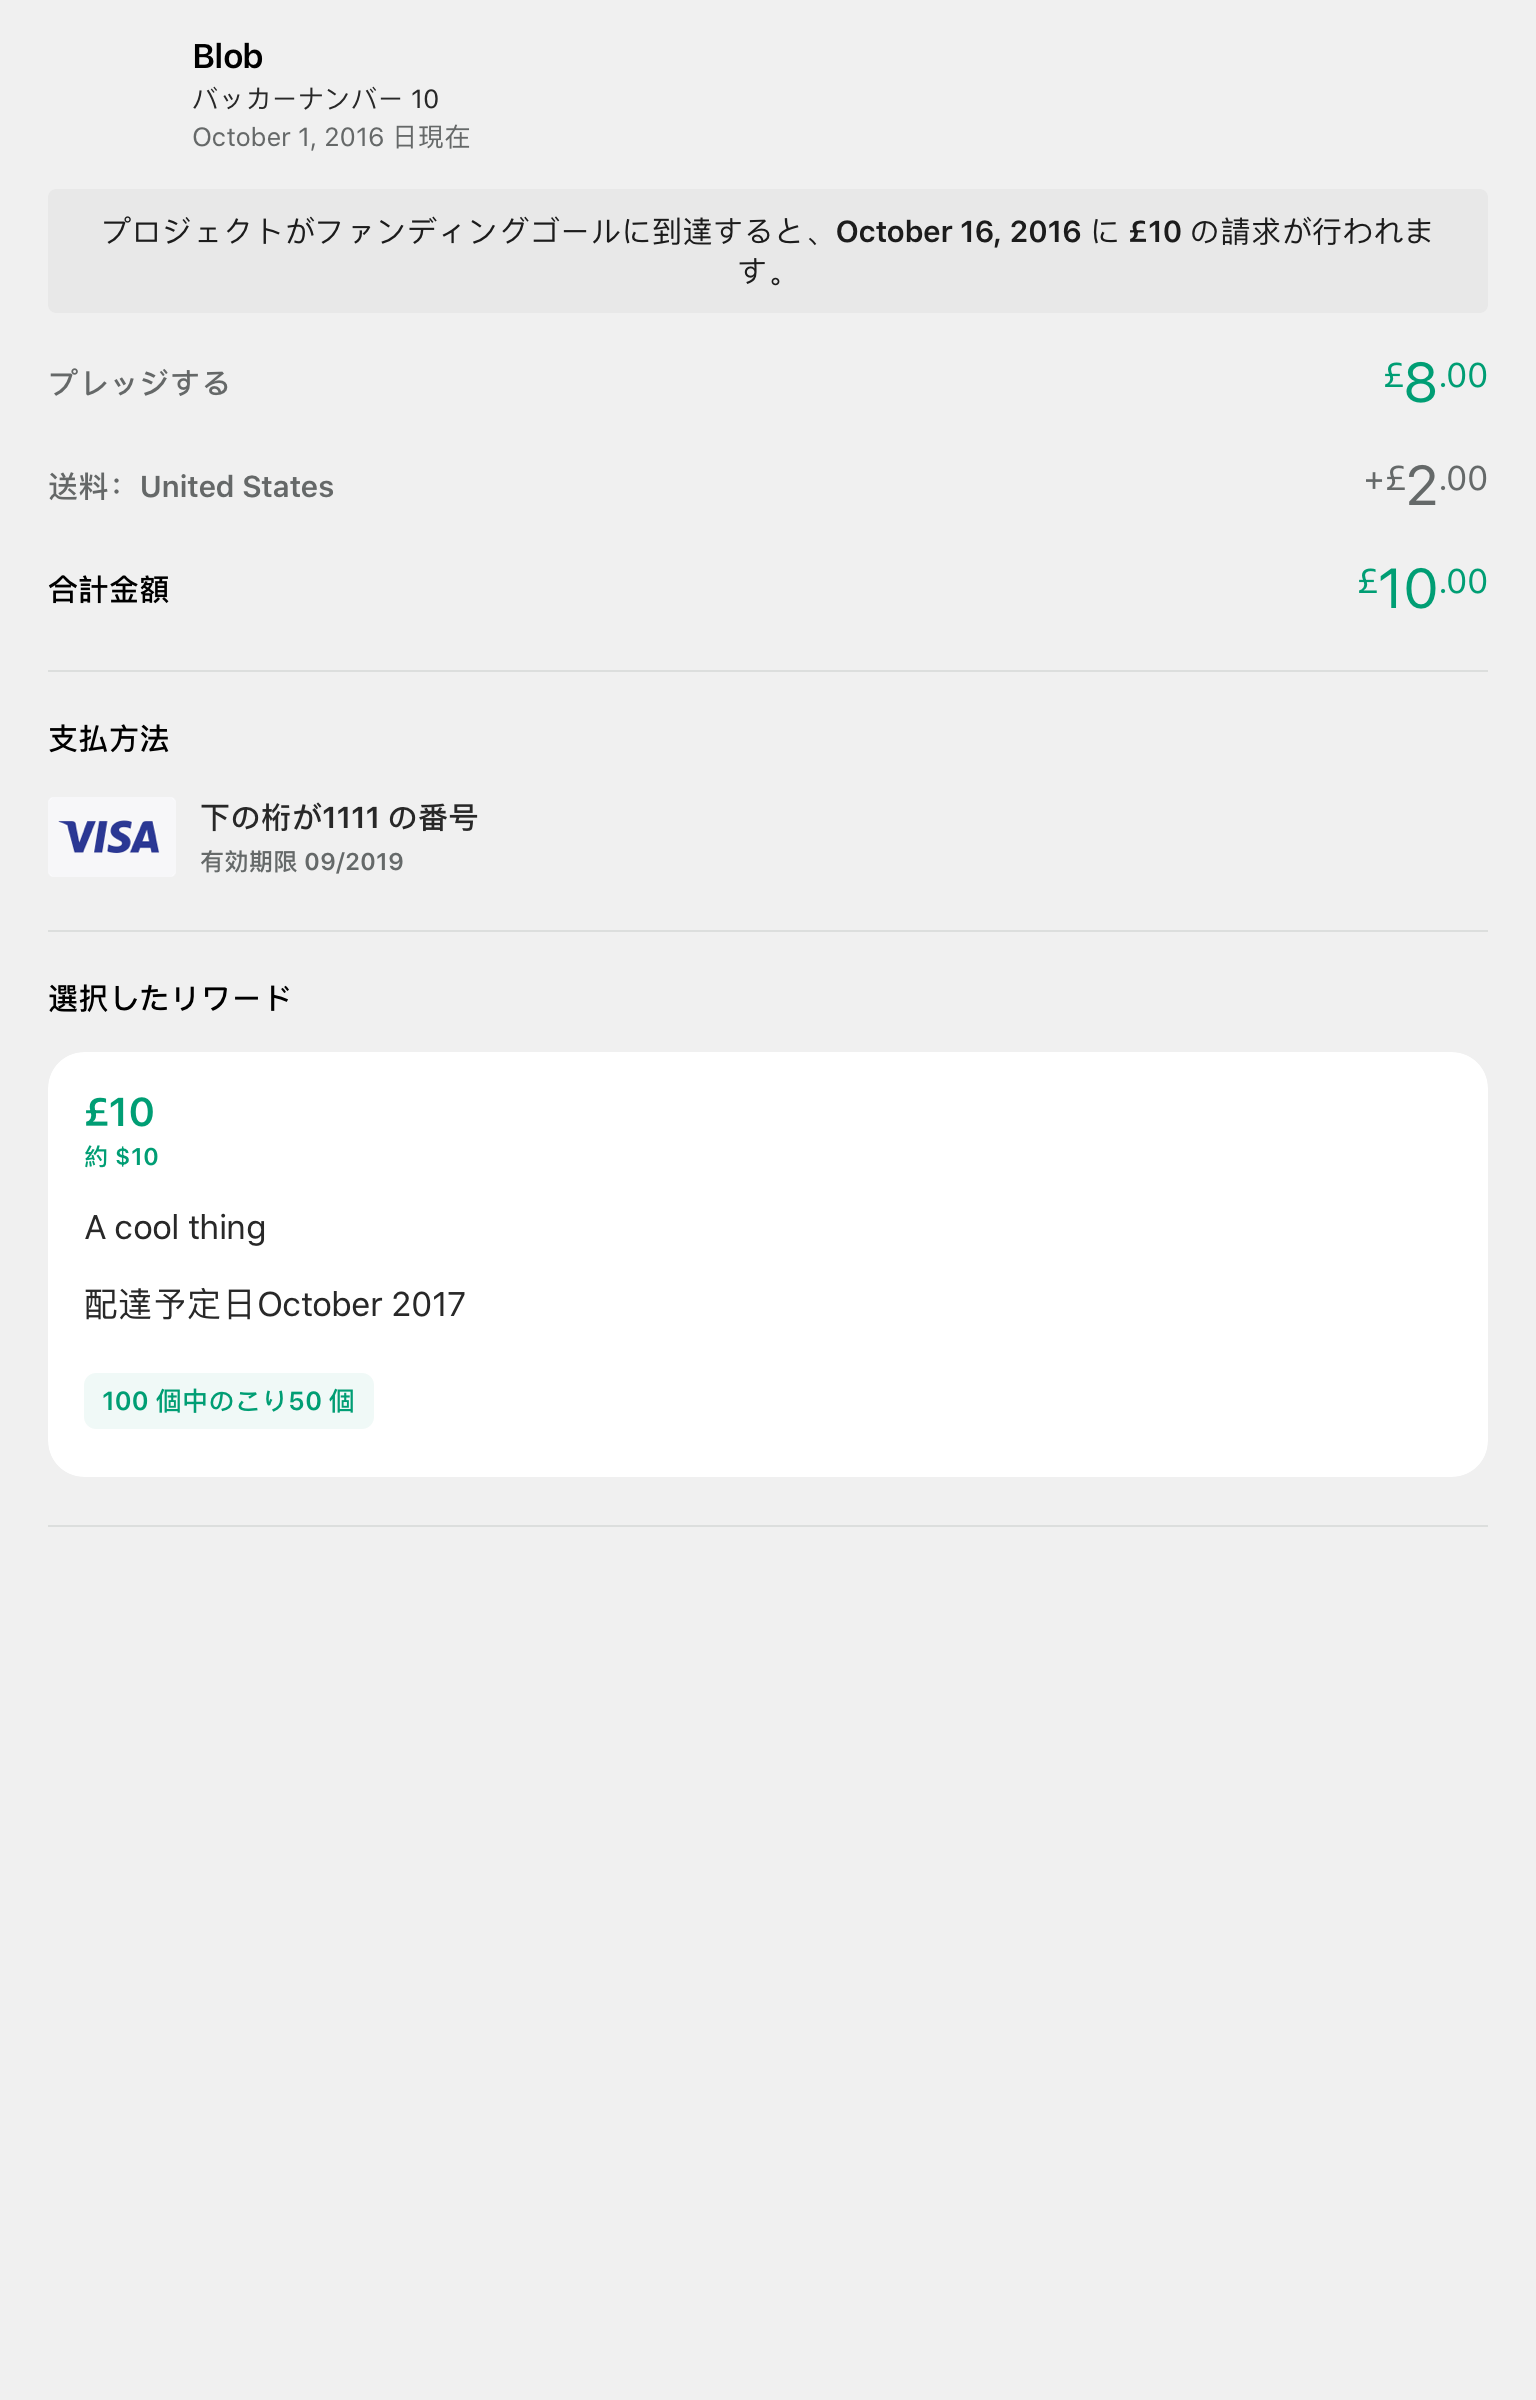 Blob
バッカーナンバー 10
October 1, 2016 日現在
プロジェクトがファンディングゴールに到達すると、October 16, 2016 に £10 の請求が行われま
す。
プレッジする £8.00
送料： United States +£2.00
合計金額 £10.00
支払方法
VISA 下の桁が1111 の番号
有効期限 09/2019
選択したリワード
£10
約 $10
A cool thing
配達予定日October 2017
100 個中のこり50 個